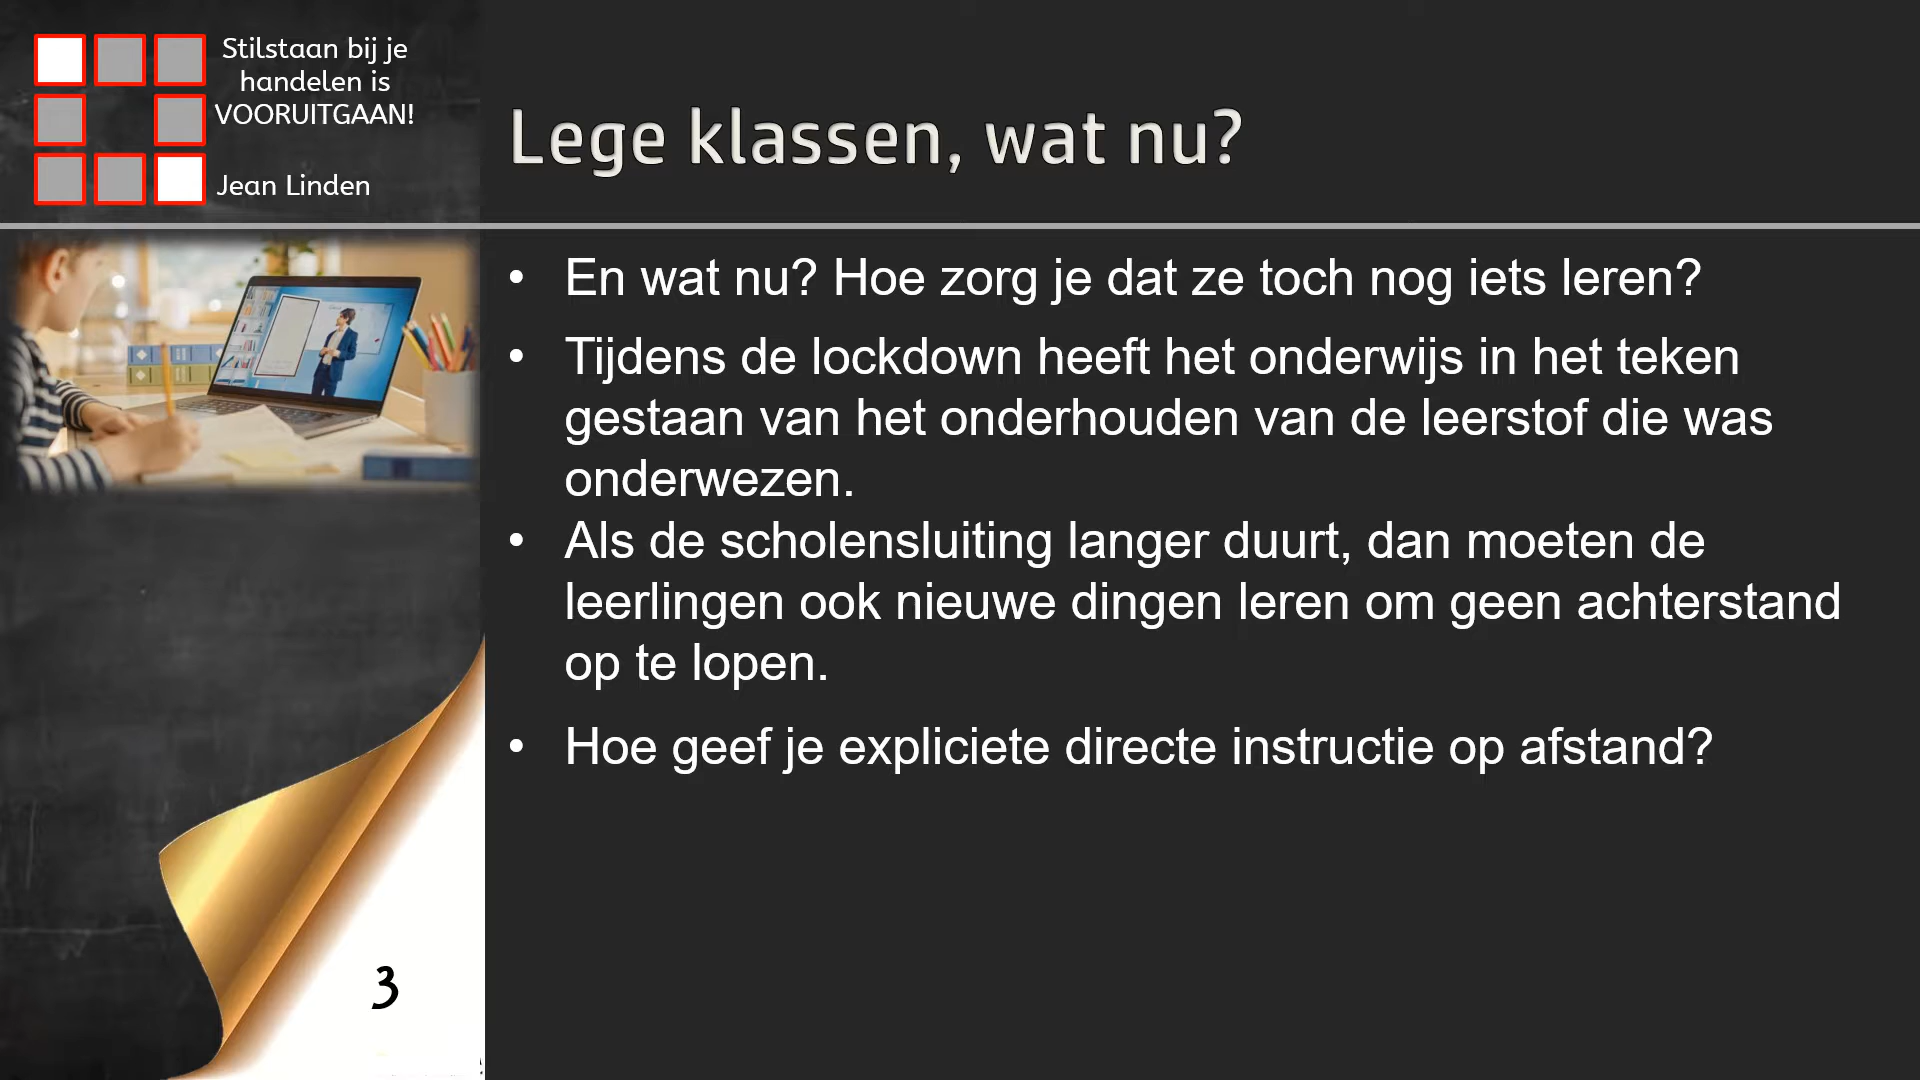 Stilstaan bij je
handelen is
VOORUITGAAN!
Jean Linden
Lege klassen, wat nu?
• En wat nu? Hoe zorg je dat ze toch nog iets leren?
• Tijdens de lockdown heeft het onderwijs in het teken
gestaan van het onderhouden van de leerstof die was
onderwezen.
• Als de scholensluiting langer duurt, dan moeten de
leerlingen ook nieuwe dingen leren om geen achterstand
op te lopen.
• Hoe geef je expliciete directe instructie op afstand?
3